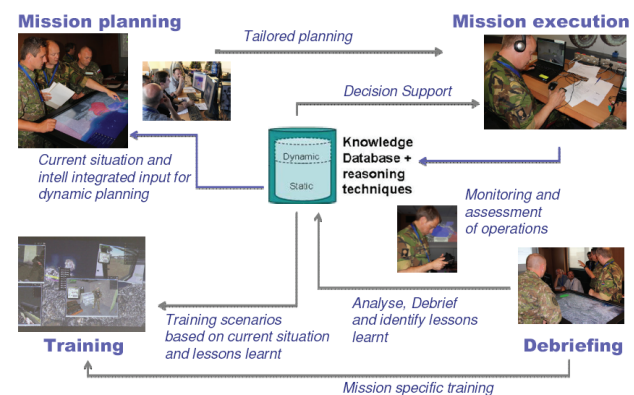 Mission planning
Mission execution
Tailored planning
Decision Support
Dynamic
Static
Knowledge
Database +
reasoning
techniques
Current situation and
intell integrated input for
dynamic planning
Monitoring and
assessment
of operations
Training scenarios
based on current situation
and lessons learnt
Analyse, Debrief
and identify lessons
learnt
Training
Debriefing
Mission specific training